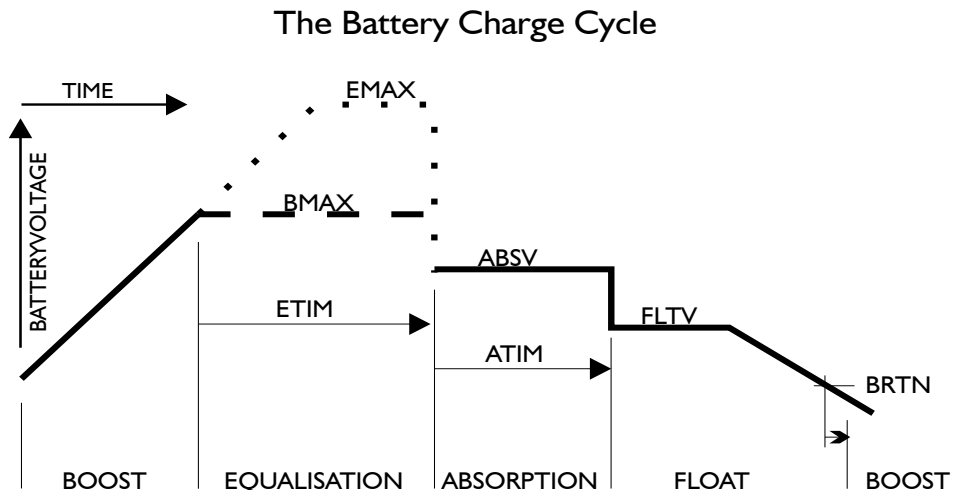 The Battery Charge Cycle
TIME
EMAX
BATTERYVOLTAGE
BMAX
ABSV
ETIM
FLTV
ATIM
BRTN
BOOST
EQUALISATION
ABSORPTION
FLOAT
BOOST